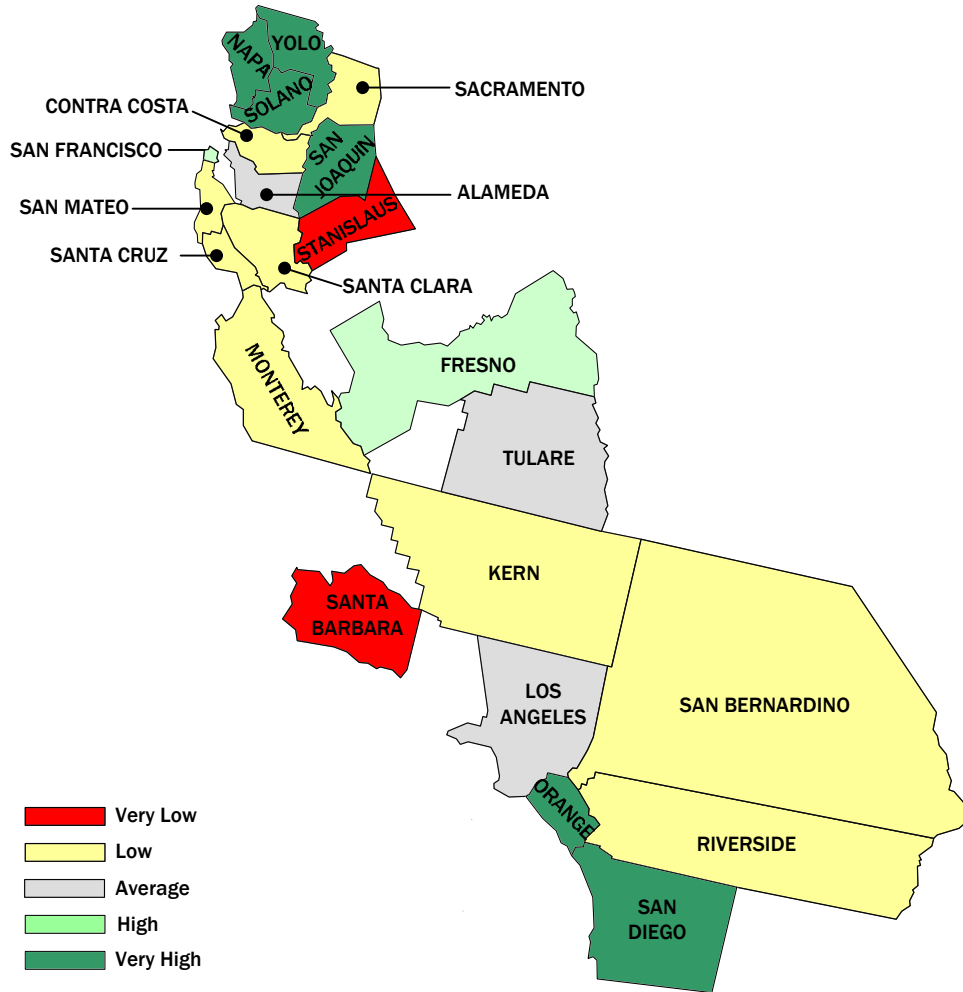 YOLO
NAPA
SOLANO
SACRAMENTO
CONTRA COSTA
SAN
JOAQUIN
SAN FRANCISCO
ALAMEDA
SAN MATEO
STANISLAUS
SANTA CRUZ
SANTA CLARA
MONTEREY
FRESNO
TULARE
KERN
SANTA
BARBARA
LOS
ANGELES
SAN BERNARDINO
ORANGE
RIVERSIDE
SAN
DIEGO
Very Low
Low
Average
High
Very High